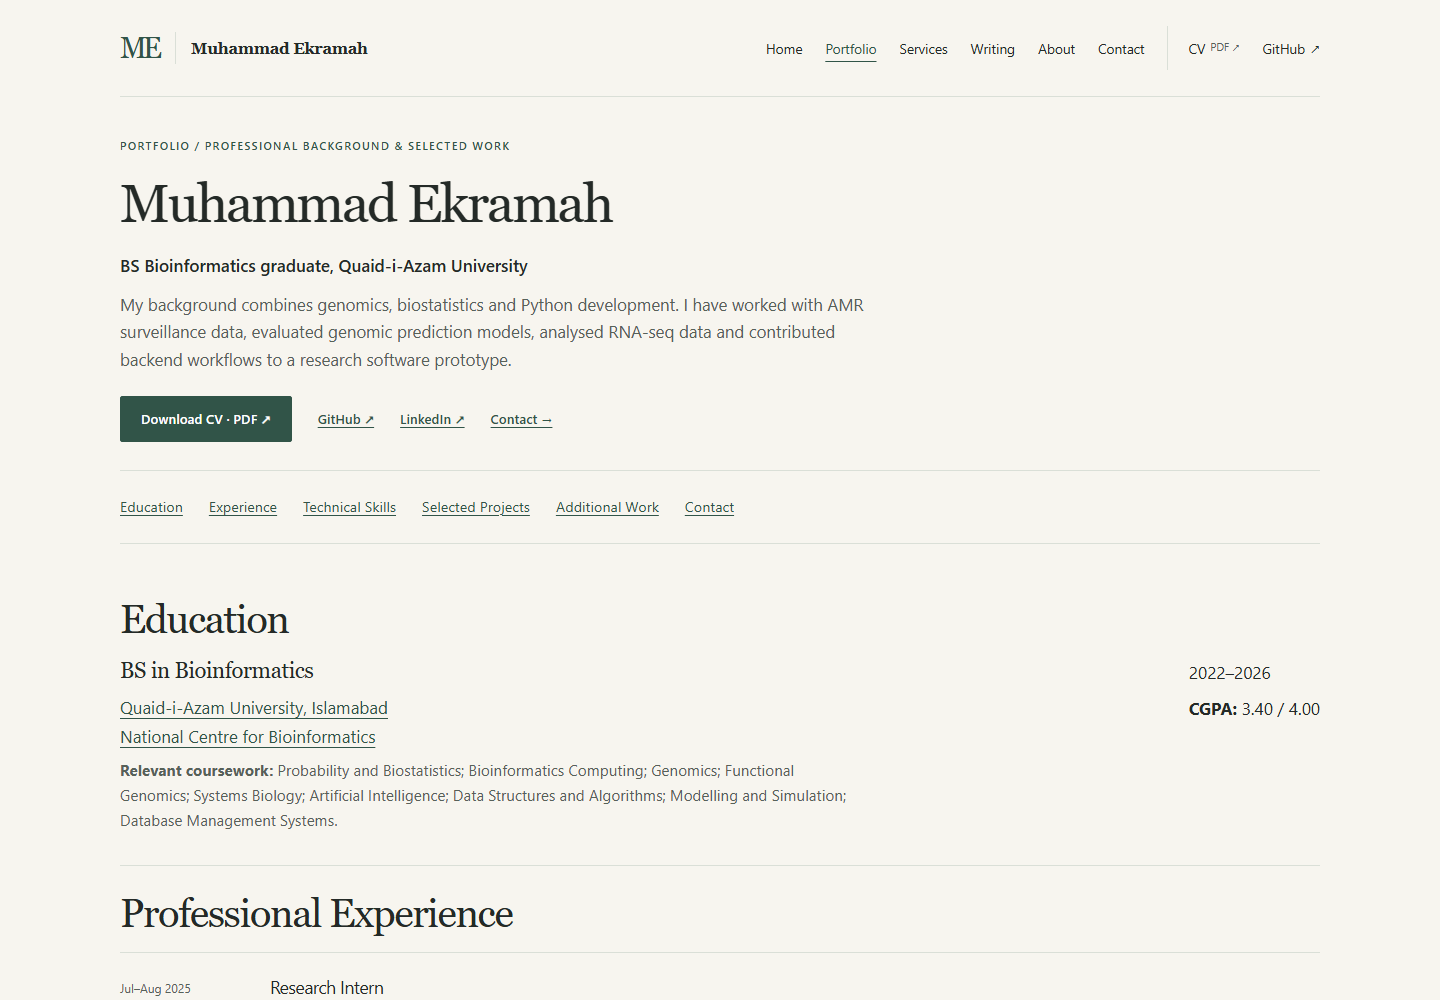 ME
Muhammad Ekramah
Home Portfolio Services Writing About Contact CV PDF ↗ GitHub ↗
PORTFOLIO / PROFESSIONAL BACKGROUND & SELECTED WORK
Muhammad Ekramah
BS Bioinformatics graduate, Quaid-i-Azam University
My background combines genomics, biostatistics and Python development. I have worked with AMR
surveillance data, evaluated genomic prediction models, analysed RNA-seq data and contributed
backend workflows to a research software prototype.
Download CV · PDF ↗ GitHub ↗ LinkedIn ↗ Contact →
Education Experience Technical Skills Selected Projects Additional Work Contact
Education
BS in Bioinformatics
2022–2026
Quaid-i-Azam University, Islamabad
CGPA: 3.40 / 4.00
National Centre for Bioinformatics
Relevant coursework: Probability and Biostatistics; Bioinformatics Computing; Genomics; Functional
Genomics; Systems Biology; Artificial Intelligence; Data Structures and Algorithms; Modelling and Simulation;
Database Management Systems.
Professional Experience
Jul–Aug 2025
Research Intern